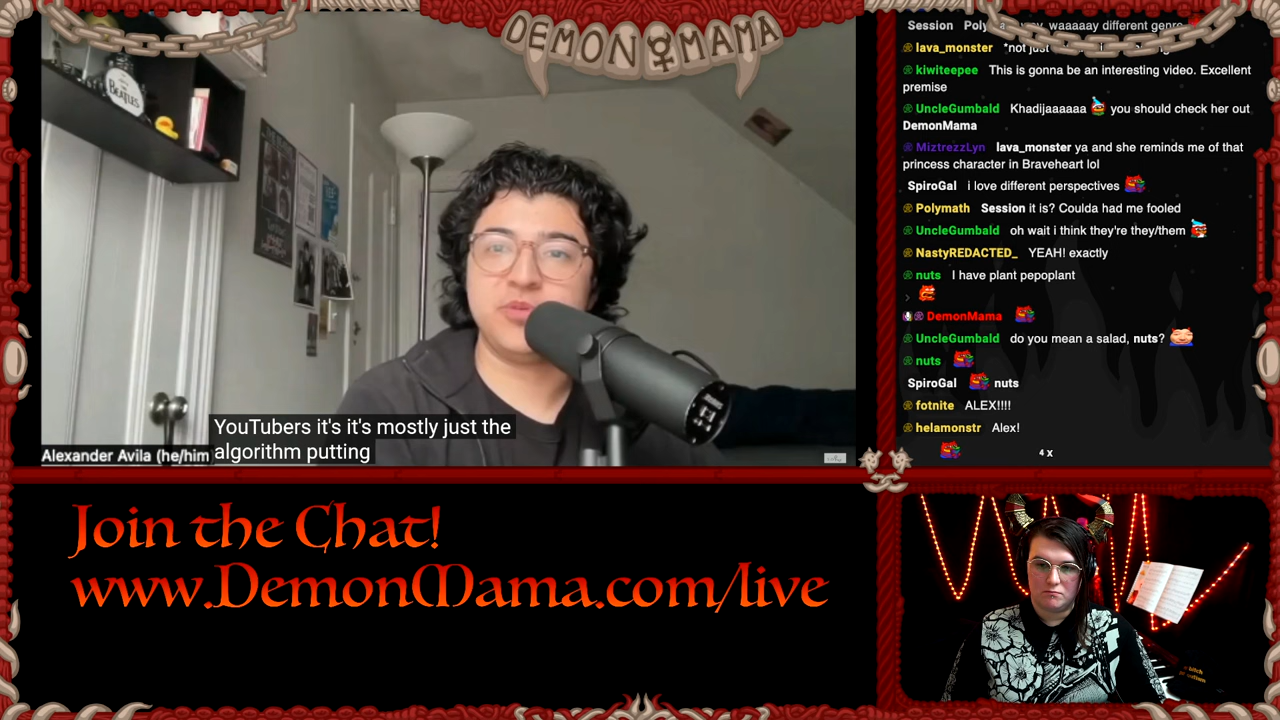 DEMON MAMA
BEATLES
YouTubers it's it's mostly just the
algorithm putting
Alexander Avila (he/him
Join the Chat!
www.DemonMama.com/live
Session Poly waaaaay different genre
lava_monster *not just
kiwiteepee This is gonna be an interesting video. Excellent
premise
UncleGumbald Khadijaaaaaa you should check her out
DemonMama
MiztrezzLyn lava_monster ya and she reminds me of that
princess character in Braveheart lol
SpiroGal i love different perspectives
Polymath Session it is? Coulda had me fooled
UncleGumbald oh wait i think they're they/them
NastyREDACTED_ YEAH! exactly
nuts I have plant pepoplant
DemonMama
UncleGumbald do you mean a salad, nuts?
nuts
SpiroGal nuts
fotnite ALEX!!!!
helamonstr Alex!
4 x